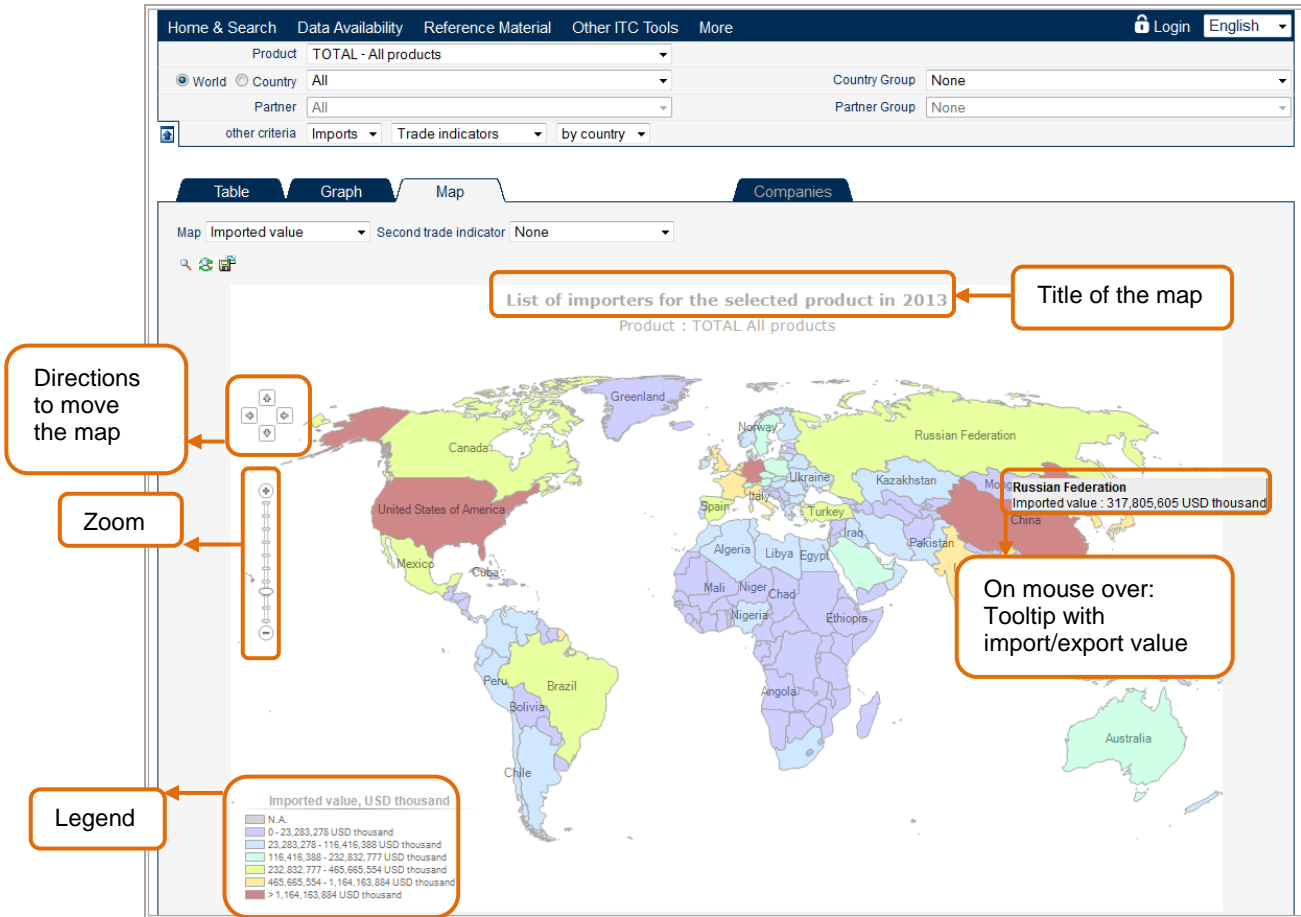 Home & Search Data Availability Reference Material Other ITC Tools More Login English
Product TOTAL - All products
World Country All Country Group None
Partner All Partner Group None
other criteria Imports Trade indicators by country
Table Graph Map Companies
Map Imported value Second trade indicator None
List of importers for the selected product in 2013
Title of the map
Product : TOTAL All products
Directions
to move
the map
Zoom
Greenland
Norway
Russian Federation
Canada
Ukraine
Kazakhstan
Russian Federation
Imported value : 317,805,605 USD thousand
United States of America
Spain
Italy
Turkey
China
Iraq
Pakistan
Algeria
Libya
Egypt
Mexico
Cuba
Mali
Niger
Chad
Nigeria
Ethiopia
On mouse over:
Tooltip with
import/export value
Peru
Brazil
Bolivia
Angola
Australia
Chile
Legend
Imported value, USD thousand
N.A.
0 - 23,283,278 USD thousand
23,283,278 - 116,416,388 USD thousand
116,416,388 - 232,832,777 USD thousand
232,832,777 - 465,665,554 USD thousand
465,665,554 - 1,164,163,884 USD thousand
> 1,164,163,884 USD thousand